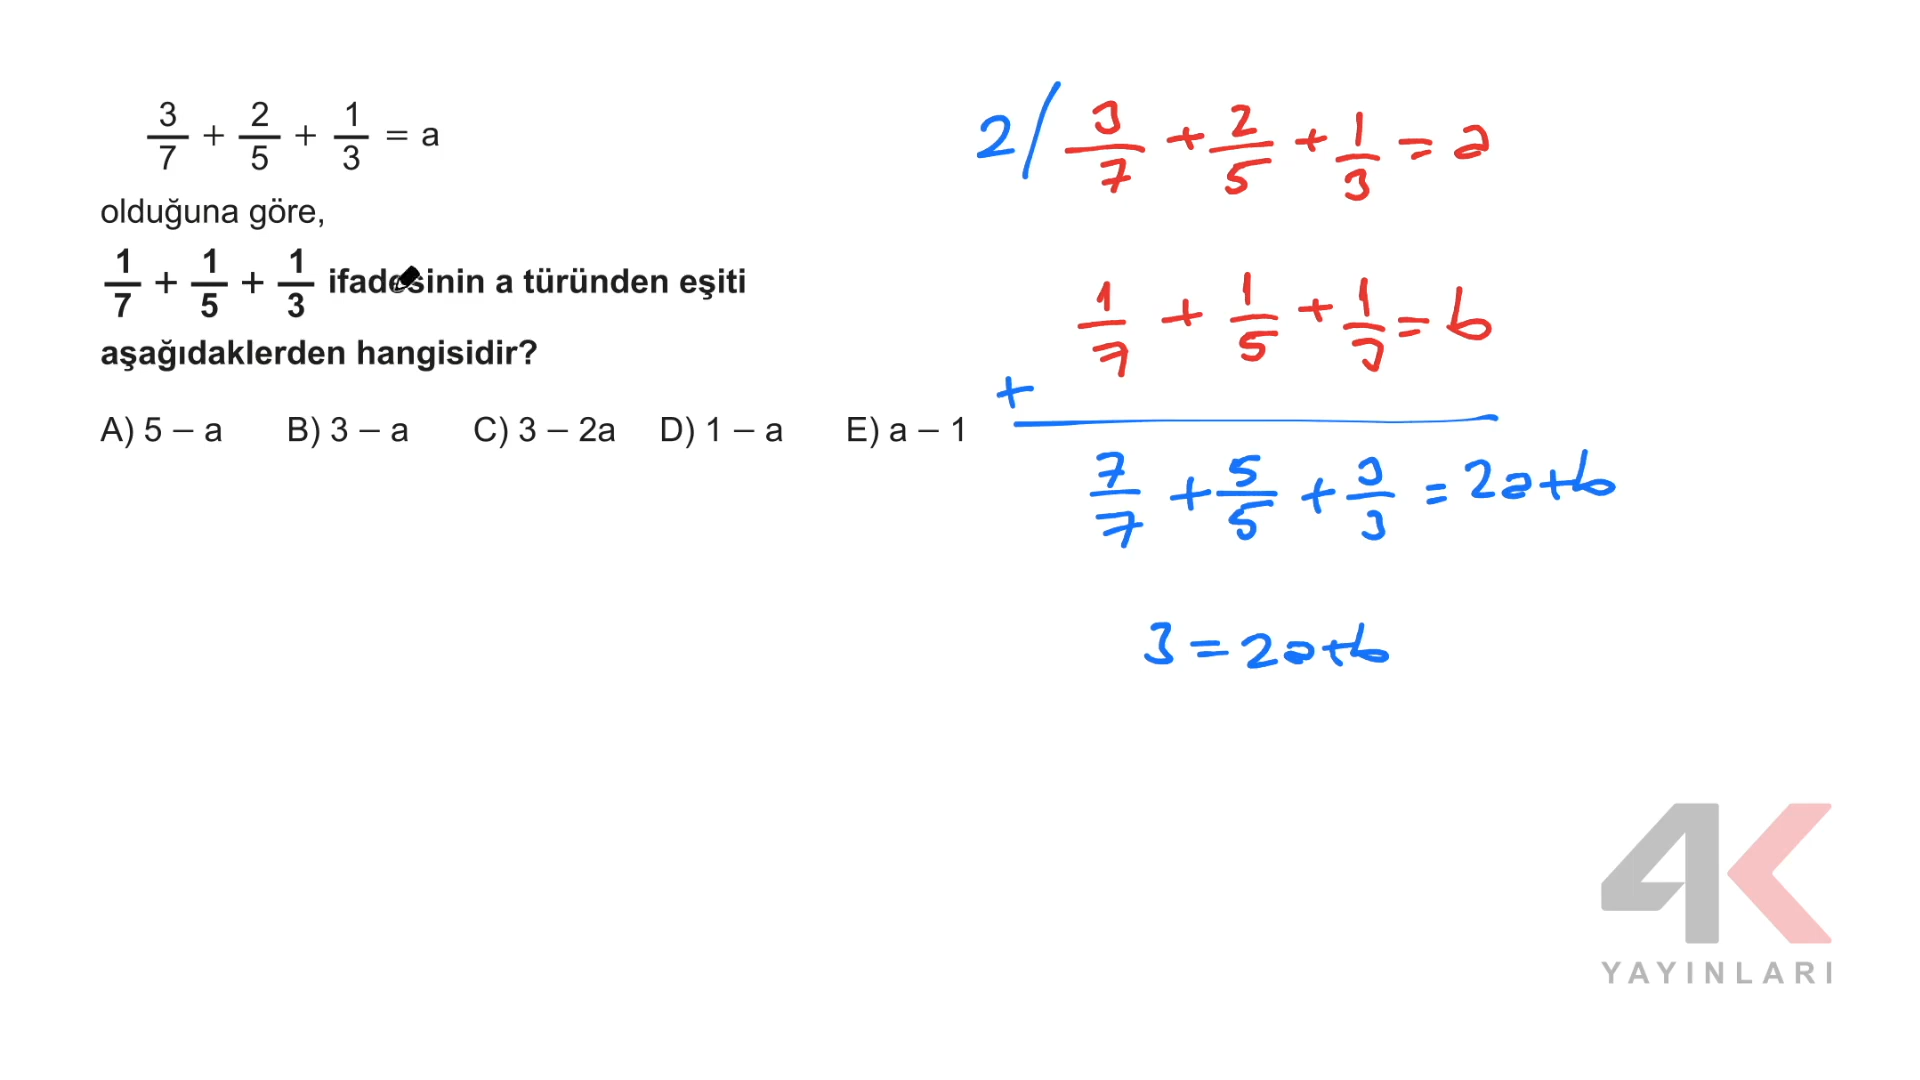 3/7 + 2/5 + 1/3 = a
olduğuna göre,
1/7 + 1/5 + 1/3 ifadesinin a türünden eşiti
aşağıdaklerden hangisidir?
A) 5 – a B) 3 – a C) 3 – 2a D) 1 – a E) a – 1
2/ 3/7 + 2/5 + 1/3 = a
1/7 + 1/5 + 1/3 = b
+
7/7 + 5/5 + 3/3 = 2a+b
3 = 2a+b
4K
YAYINLARI